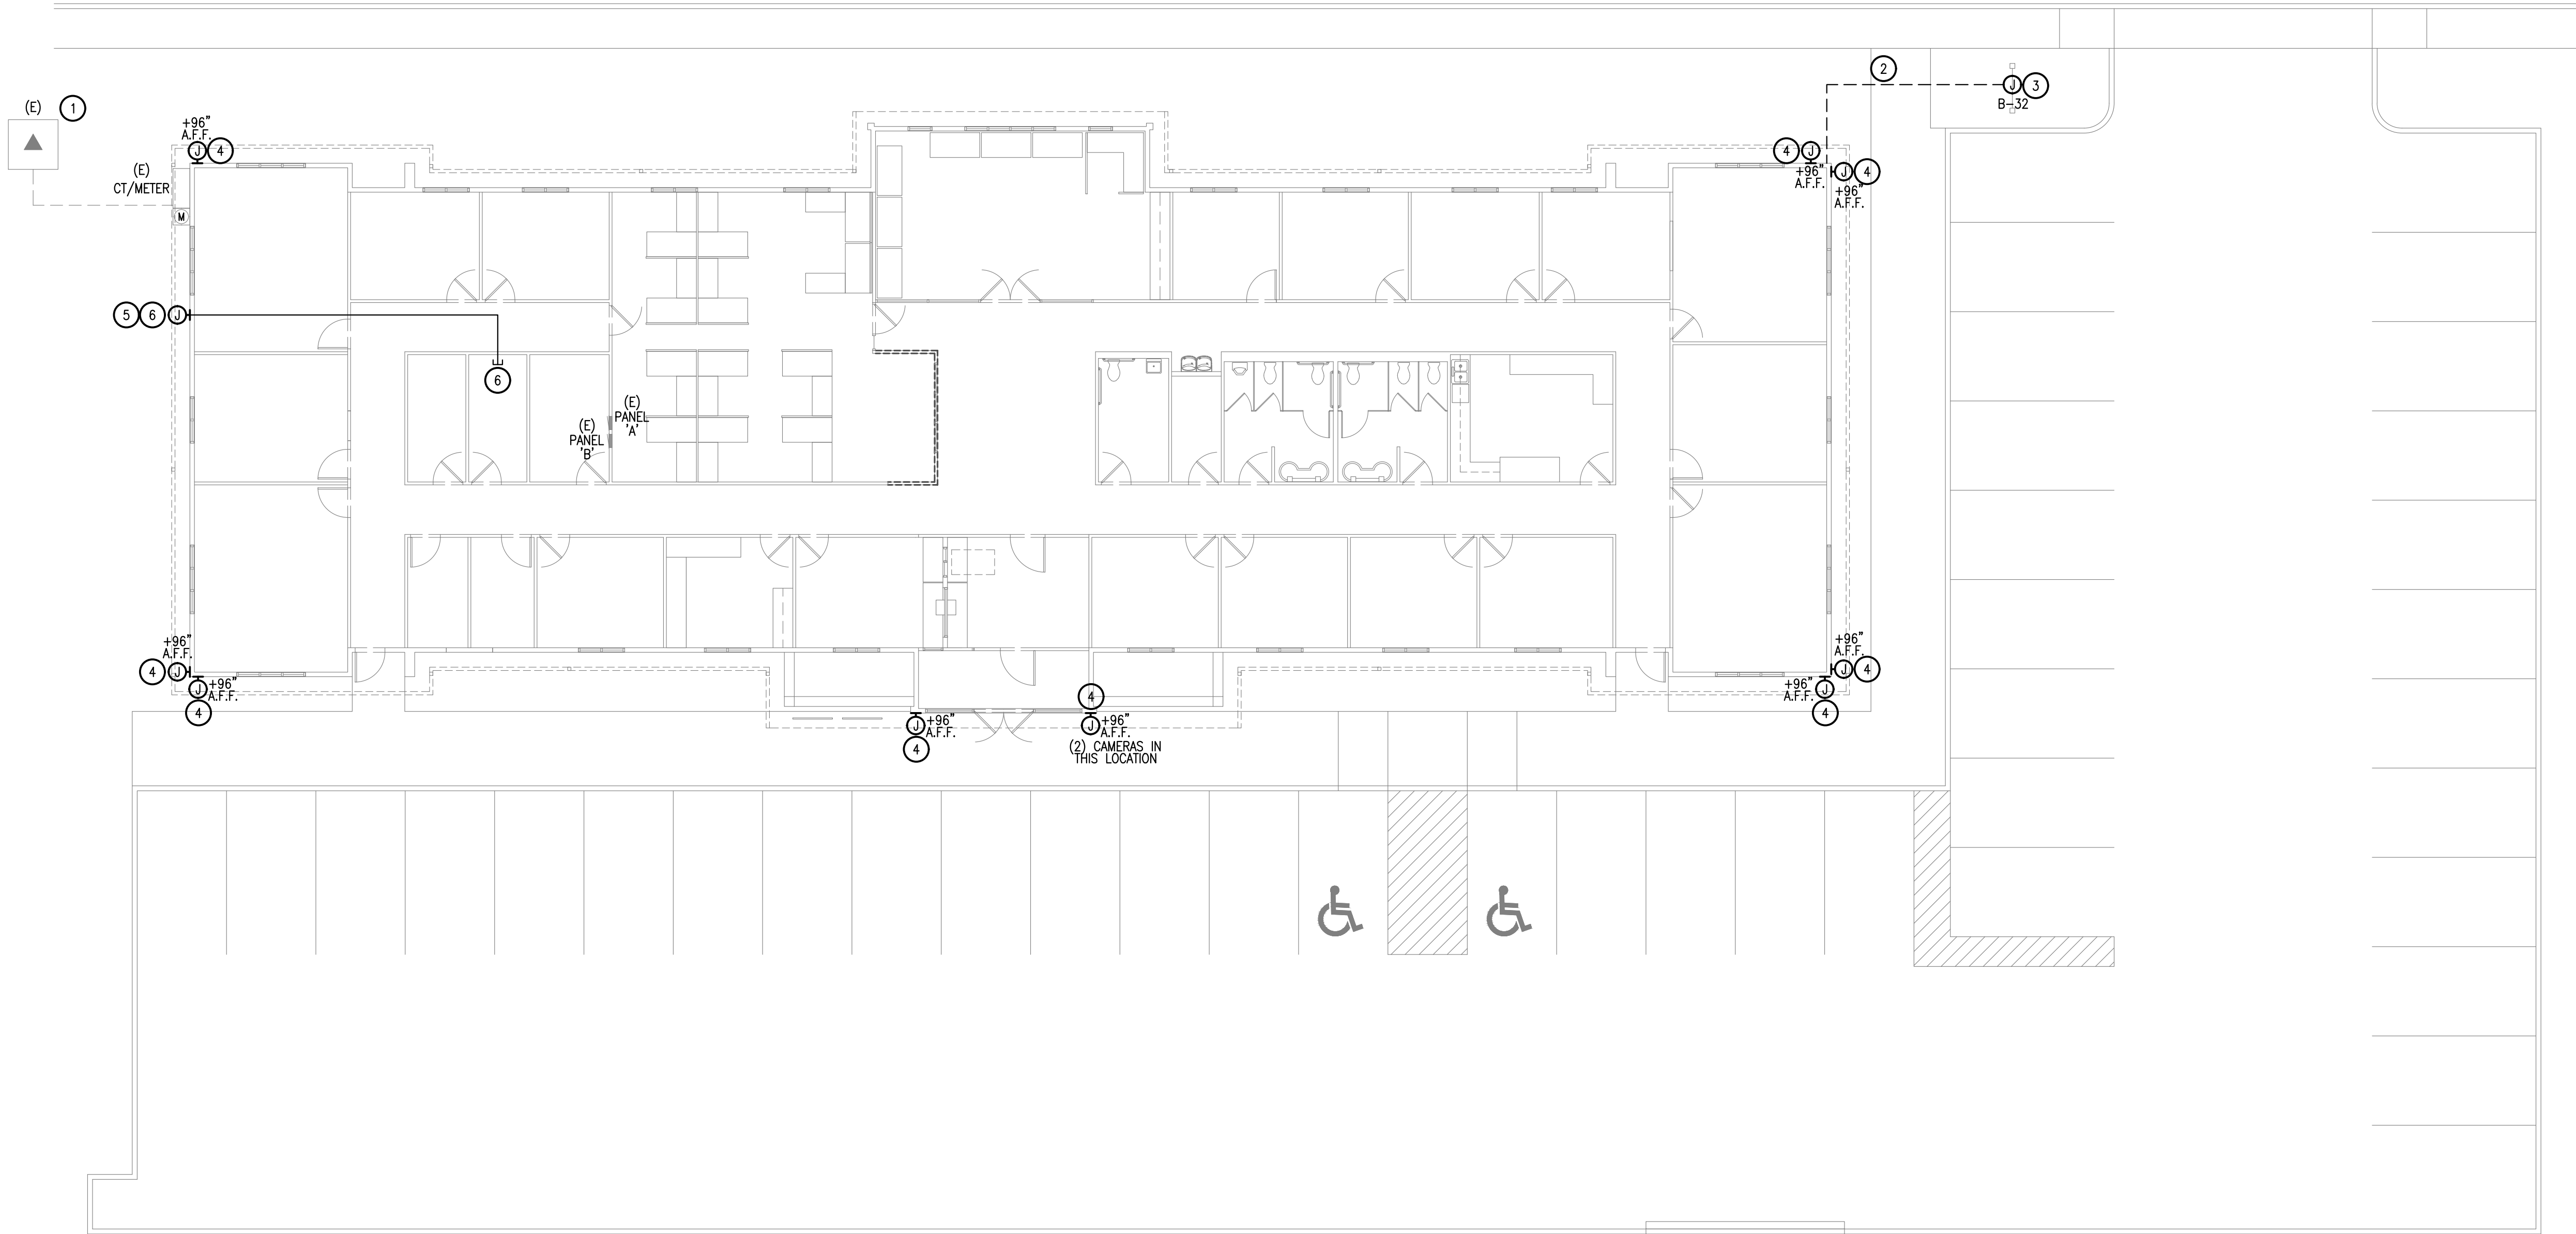 2
(E)
1
J
3
B-32
+96"
A.F.F.
J
4
4
J
+96"
A.F.F.
J
4
+96"
A.F.F.
(E)
CT/METER
M
5
6
J
6
(E)
PANEL
'A'
(E)
PANEL
'B'
+96"
A.F.F.
4
J
J
+96"
A.F.F.
4
J
+96"
A.F.F.
4
4
J
+96"
A.F.F.
(2) CAMERAS IN
THIS LOCATION
+96"
A.F.F.
J
4
+96"
A.F.F.
J
4